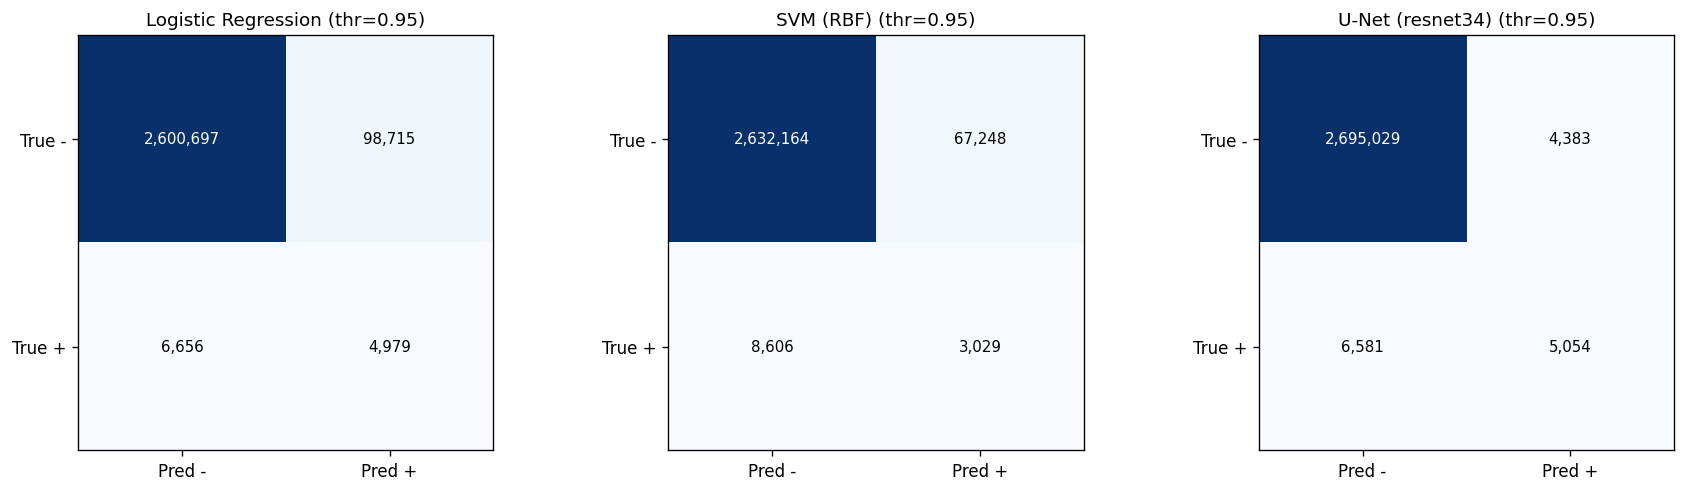 Logistic Regression (thr=0.95)
True -
2,600,697
98,715
True +
6,656
4,979
Pred -
Pred +
SVM (RBF) (thr=0.95)
True -
2,632,164
67,248
True +
8,606
3,029
Pred -
Pred +
U-Net (resnet34) (thr=0.95)
True -
2,695,029
4,383
True +
6,581
5,054
Pred -
Pred +